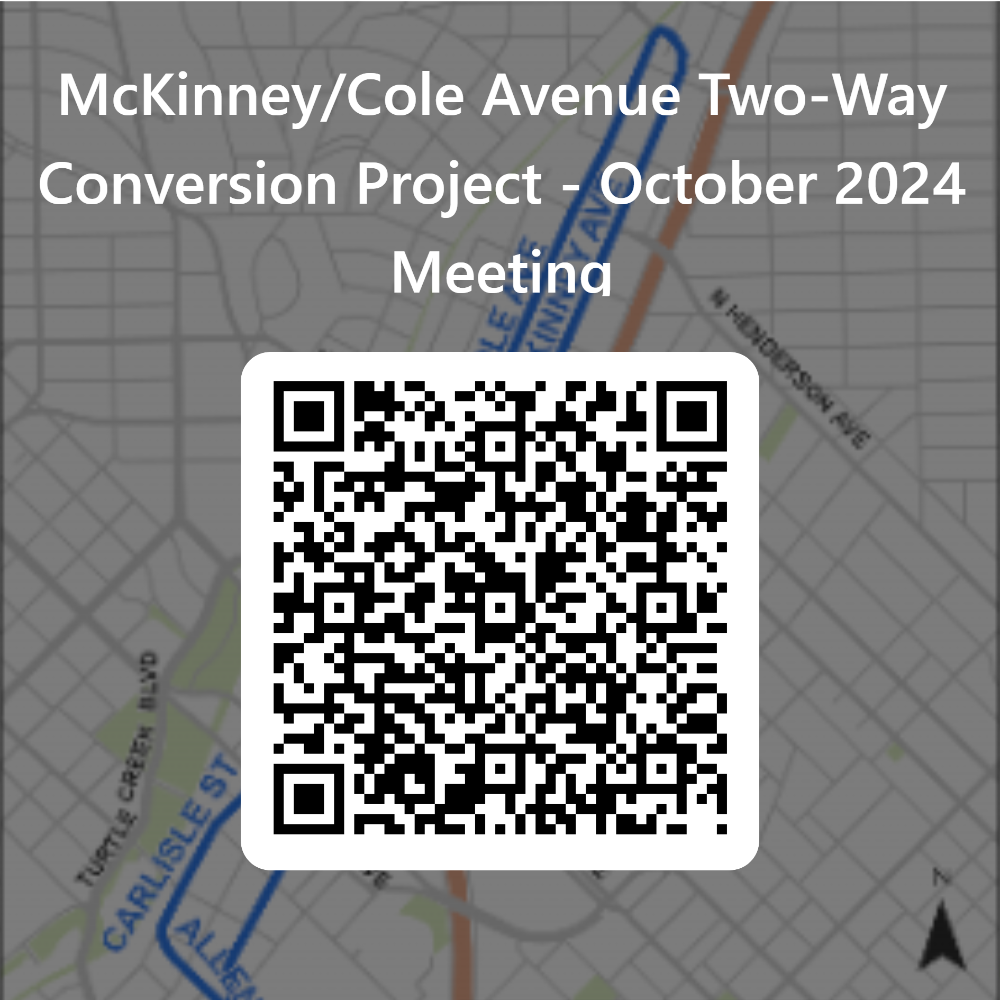 McKinney/Cole Avenue Two-Way
Conversion Project - October 2024
Meeting
N HENDERSON AVE
TURTLE CREEK BLVD
CARLISLE ST
N